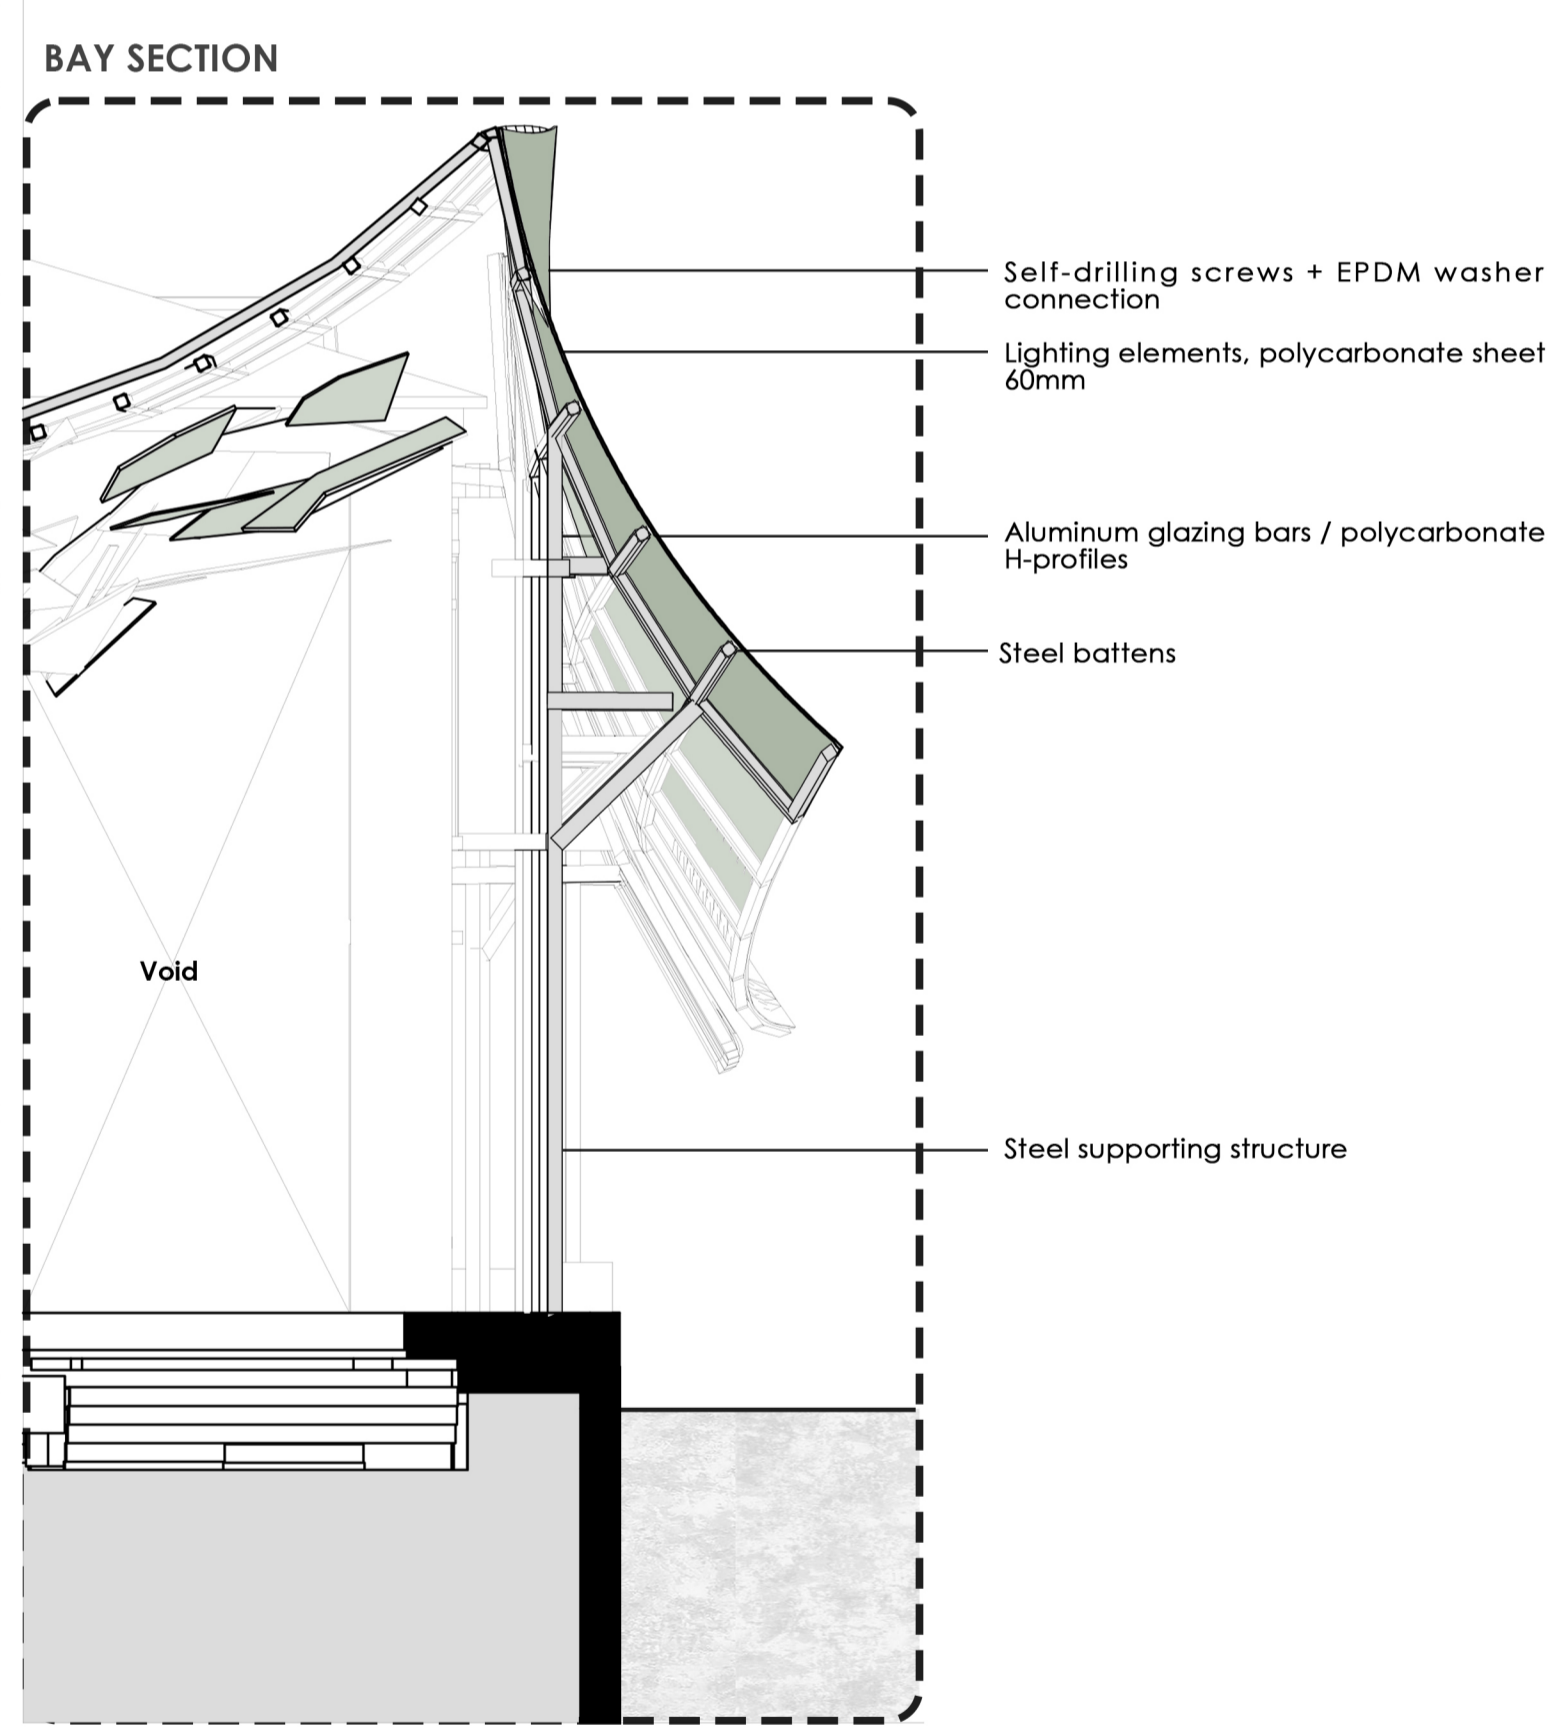 BAY SECTION
Self-drilling screws + EPDM washer
connection
Lighting elements, polycarbonate sheet
60mm
Aluminum glazing bars / polycarbonate
H-profiles
Steel battens
Void
Steel supporting structure